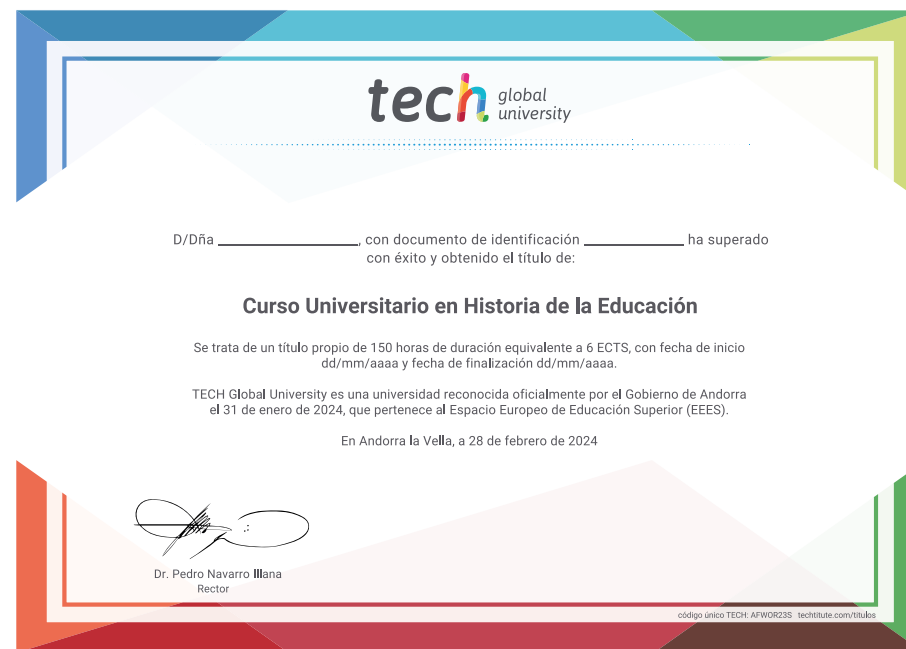 tech global university
D/Dña ____________________, con documento de identificación ______________ ha superado
con éxito y obtenido el título de:
Curso Universitario en Historia de la Educación
Se trata de un título propio de 150 horas de duración equivalente a 6 ECTS, con fecha de inicio
dd/mm/aaaa y fecha de finalización dd/mm/aaaa.
TECH Global University es una universidad reconocida oficialmente por el Gobierno de Andorra
el 31 de enero de 2024, que pertenece al Espacio Europeo de Educación Superior (EEES).
En Andorra la Vella, a 28 de febrero de 2024
Dr. Pedro Navarro Illana
Rector
código único TECH: AFWOR23S techtitute.com/titulos